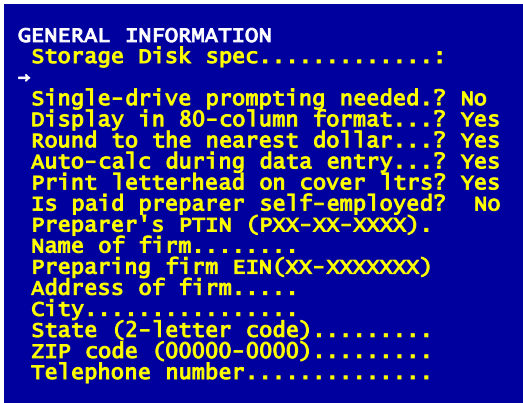 GENERAL INFORMATION
Storage Disk spec.............:
→
Single-drive prompting needed.? No
Display in 80-column format...? Yes
Round to the nearest dollar...? Yes
Auto-calc during data entry...? Yes
Print letterhead on cover ltrs? Yes
Is paid preparer self-employed?  No
Preparer's PTIN (PXX-XX-XXXX).
Name of firm........
Preparing firm EIN(XX-XXXXXXX)
Address of firm.....
City................
State (2-letter code).........
ZIP code (00000-0000).........
Telephone number..............